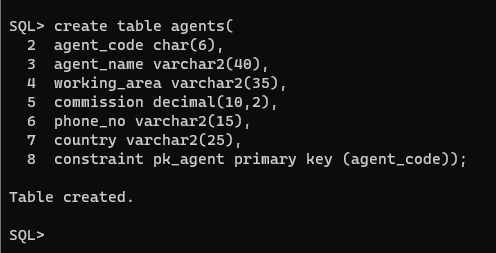 SQL> create table agents(
  2  agent_code char(6),
  3  agent_name varchar2(40),
  4  working_area varchar2(35),
  5  commission decimal(10,2),
  6  phone_no varchar2(15),
  7  country varchar2(25),
  8  constraint pk_agent primary key (agent_code));

Table created.

SQL>